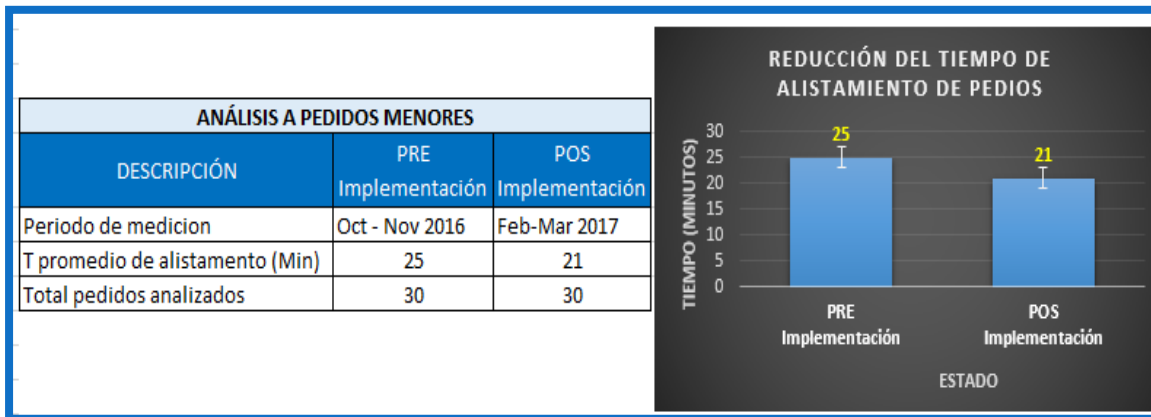 ANÁLISIS A PEDIDOS MENORES
DESCRIPCIÓN
PRE
Implementación
POS
Implementación
Periodo de medicion
Oct - Nov 2016
Feb-Mar 2017
T promedio de alistamento (Min)
25
21
Total pedidos analizados
30
30
REDUCCIÓN DEL TIEMPO DE
ALISTAMIENTO DE PEDIOS
TIEMPO (MINUTOS)
30
25
20
15
10
5
0
25
21
PRE
Implementación
POS
Implementación
ESTADO